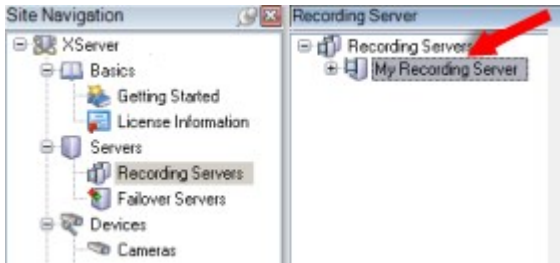 Site Navigation
XServer
Basics
Getting Started
License Information
Servers
Recording Servers
Failover Servers
Devices
Cameras
Recording Server
Recording Servers
My Recording Server